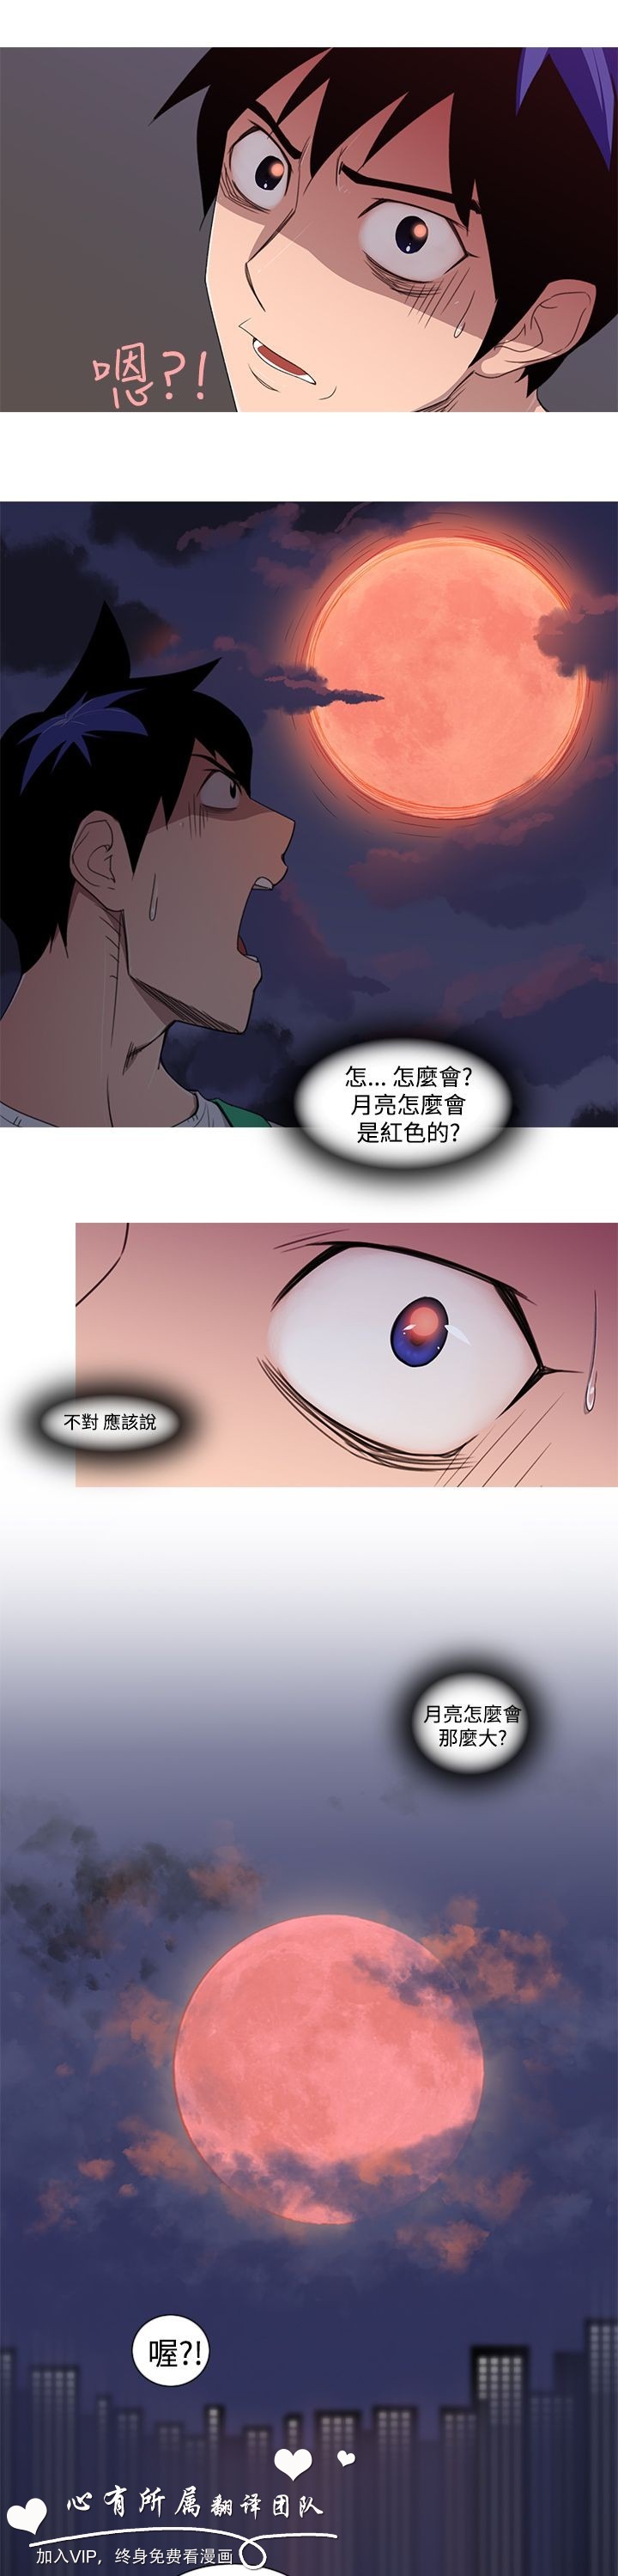 嗯?!
怎... 怎麼會?
月亮怎麼會
是紅色的?
不對 應該說
月亮怎麼會
那麼大?
喔?!
心有所属翻译团队
加入VIP，终身免费看漫画